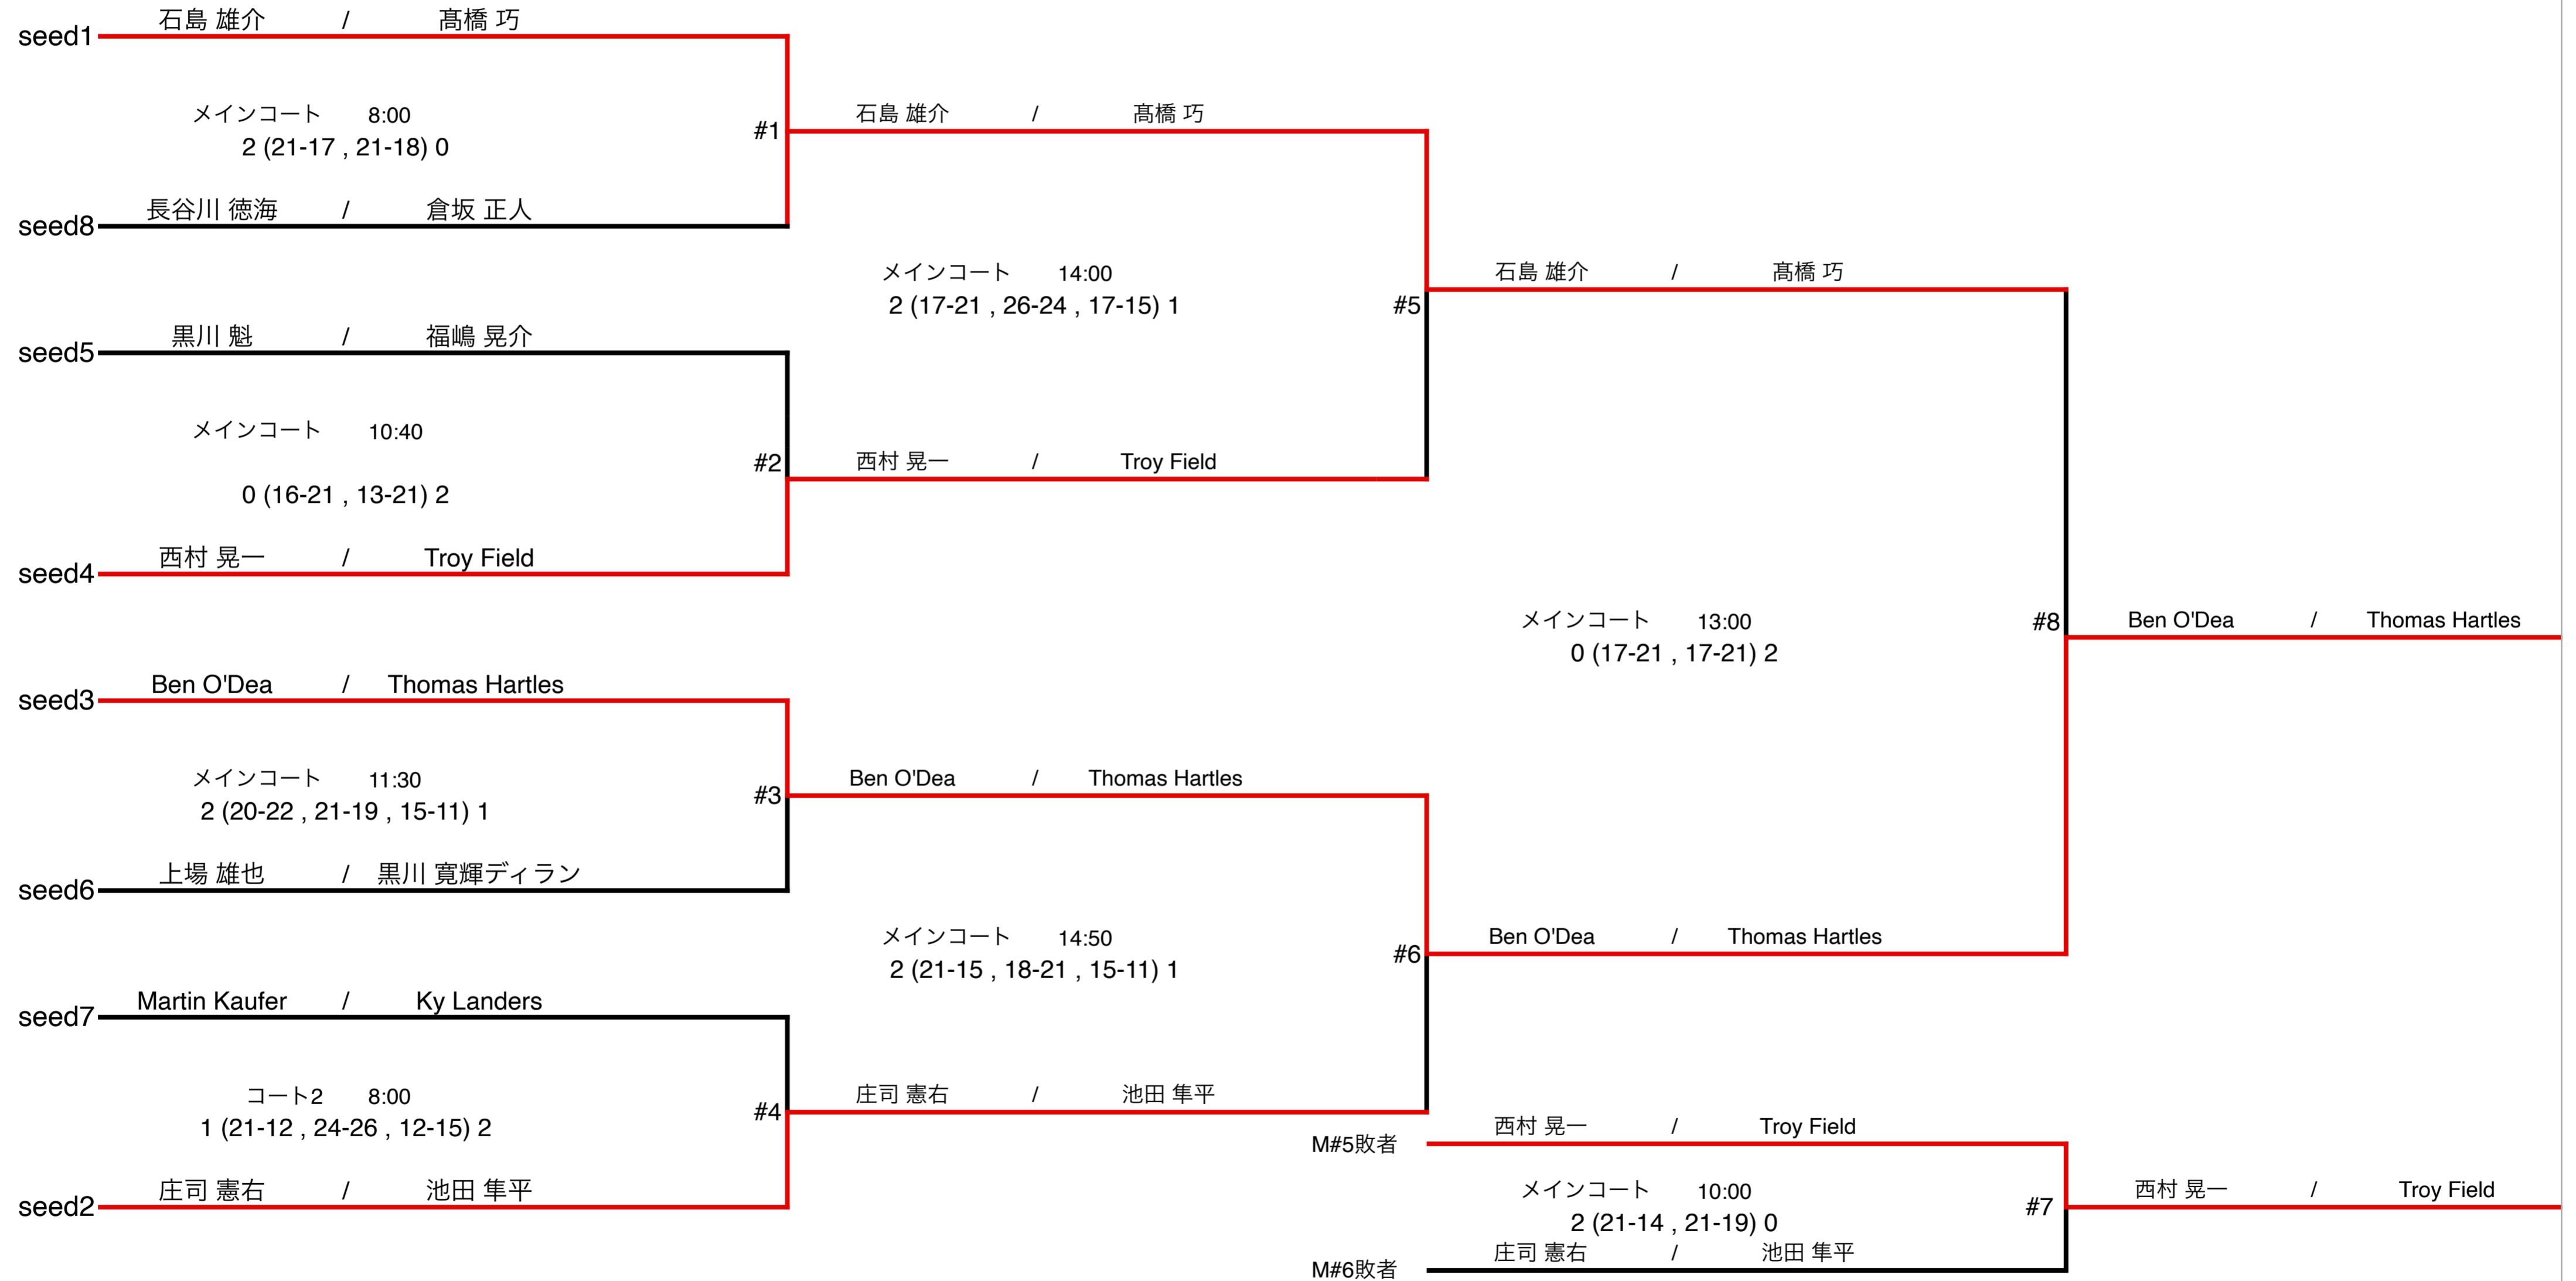 seed1 石島 雄介 / 髙橋 巧
メインコート 8:00
2 (21-17 , 21-18) 0
#1
seed8 長谷川 徳海 / 倉坂 正人
石島 雄介 / 髙橋 巧
seed5 黒川 魁 / 福嶋 晃介
メインコート 10:40
0 (16-21 , 13-21) 2
#2
seed4 西村 晃一 / Troy Field
西村 晃一 / Troy Field
メインコート 14:00
2 (17-21 , 26-24 , 17-15) 1
#5
石島 雄介 / 髙橋 巧
seed3 Ben O'Dea / Thomas Hartles
メインコート 11:30
2 (20-22 , 21-19 , 15-11) 1
#3
seed6 上場 雄也 / 黒川 寛輝ディラン
Ben O'Dea / Thomas Hartles
seed7 Martin Kaufer / Ky Landers
コート2 8:00
1 (21-12 , 24-26 , 12-15) 2
#4
seed2 庄司 憲右 / 池田 隼平
庄司 憲右 / 池田 隼平
メインコート 14:50
2 (21-15 , 18-21 , 15-11) 1
#6
Ben O'Dea / Thomas Hartles
メインコート 13:00
0 (17-21 , 17-21) 2
#8
Ben O'Dea / Thomas Hartles
M#5敗者 西村 晃一 / Troy Field
メインコート 10:00
2 (21-14 , 21-19) 0
#7
M#6敗者 庄司 憲右 / 池田 隼平
西村 晃一 / Troy Field